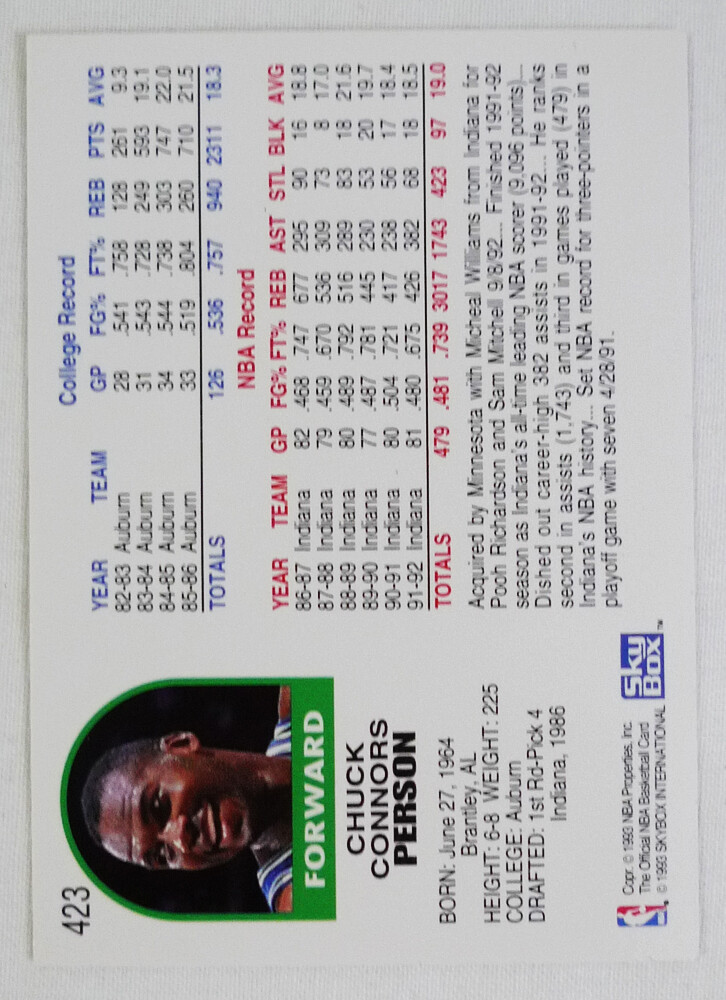 423
FORWARD
CHUCK
CONNORS
PERSON
BORN: June 27, 1964
Brantley, AL
HEIGHT: 6-8 WEIGHT: 225
COLLEGE: Auburn
DRAFTED: 1st Rd-Pick 4
Indiana, 1986
Copr. © 1993 NBA Properties, Inc.
The Official NBA Basketball Card
© 1993 SKYBOX INTERNATIONAL
Sky
Box™
College Record
YEAR TEAM GP FG% FT% REB PTS AVG
82-83 Auburn 28 .541 .758 128 261 9.3
83-84 Auburn 31 .543 .728 249 593 19.1
84-85 Auburn 34 .544 .738 303 747 22.0
85-86 Auburn 33 .519 .804 260 710 21.5
TOTALS 126 .536 .757 940 2311 18.3
NBA Record
YEAR TEAM GP FG% FT% REB AST STL BLK AVG
86-87 Indiana 82 .468 .747 677 295 90 16 18.8
87-88 Indiana 79 .459 .670 536 309 73 8 17.0
88-89 Indiana 80 .489 .792 516 289 83 18 21.6
89-90 Indiana 77 .487 .781 445 230 53 20 19.7
90-91 Indiana 80 .504 .721 417 238 56 17 18.4
91-92 Indiana 81 .480 .675 426 382 68 18 18.5
TOTALS 479 .481 .739 3017 1743 423 97 19.0
Acquired by Minnesota with Micheal Williams from Indiana for
Pooh Richardson and Sam Mitchell 9/8/92... Finished 1991-92
season as Indiana's all-time leading NBA scorer (9,096 points)...
Dished out career-high 382 assists in 1991-92... He ranks
second in assists (1,743) and third in games played (479) in
Indiana's NBA history... Set NBA record for three-pointers in a
playoff game with seven 4/28/91.